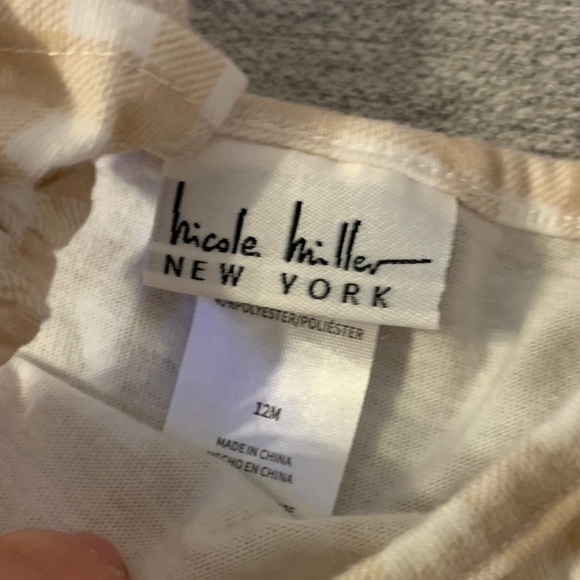 nicole miller
NEW YORK
POLYESTER/POLIÉSTER
12M
MADE IN CHINA
HECHO EN CHINA